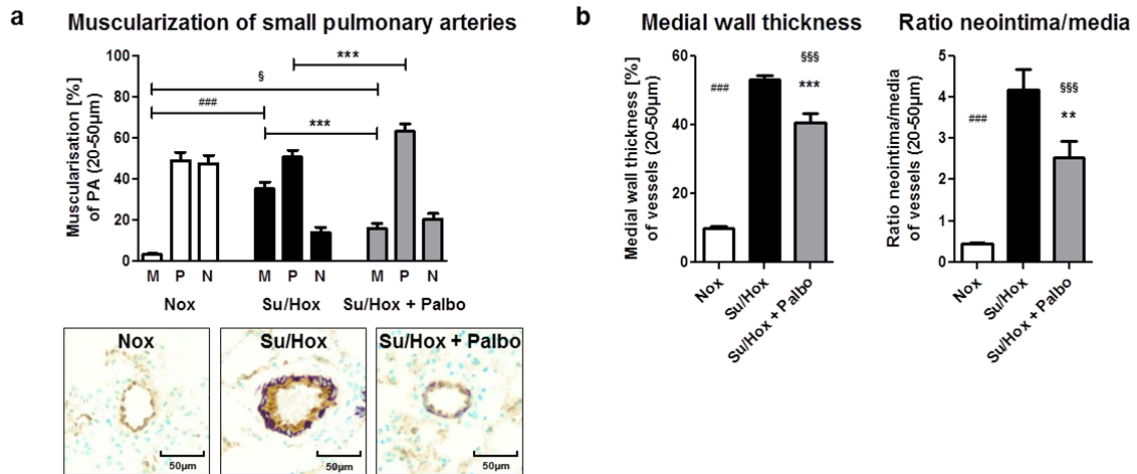 a
Muscularization of small pulmonary arteries
Muscularisation [%]
of PA (20-50µm)
100
80
60
40
20
0
***
§
###
***
M P N M P N M P N
Nox Su/Hox Su/Hox + Palbo
Nox
50µm
Su/Hox
50µm
Su/Hox + Palbo
50µm
b
Medial wall thickness
Medial wall thickness [%]
of vessels (20-50µm)
60
40
20
0
###
§§§
***
Nox
Su/Hox
Su/Hox + Palbo
Ratio neointima/media
Ratio neointima/media
of vessels (20-50µm)
5
4
3
2
1
0
###
§§§
**
Nox
Su/Hox
Su/Hox + Palbo